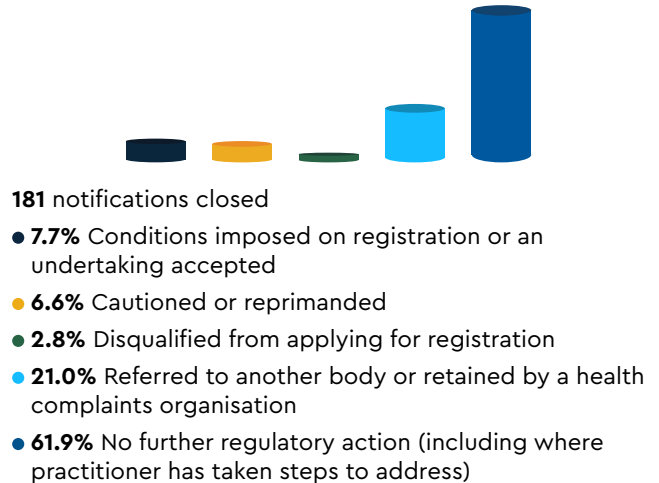 181 notifications closed
7.7% Conditions imposed on registration or an
undertaking accepted
6.6% Cautioned or reprimanded
2.8% Disqualified from applying for registration
21.0% Referred to another body or retained by a health
complaints organisation
61.9% No further regulatory action (including where
practitioner has taken steps to address)